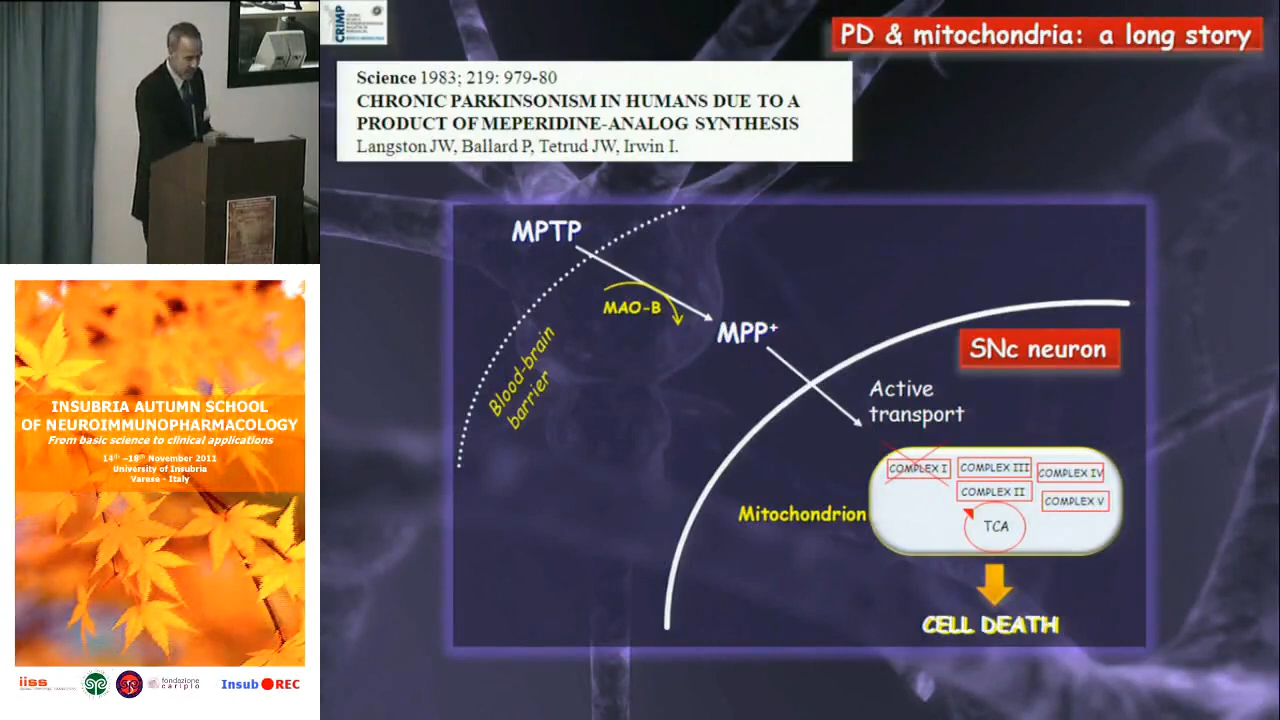 CRIMP
PD & mitochondria: a long story
Science 1983; 219: 979-80
CHRONIC PARKINSONISM IN HUMANS DUE TO A
PRODUCT OF MEPERIDINE-ANALOG SYNTHESIS
Langston JW, Ballard P, Tetrud JW, Irwin I.
MPTP
MAO-B
Blood-brain
barrier
MPP+
SNc neuron
Active
transport
COMPLEX I
COMPLEX III
COMPLEX IV
COMPLEX II
COMPLEX V
Mitochondrion
TCA
CELL DEATH
INSUBRIA AUTUMN SCHOOL
OF NEUROIMMUNOPHARMACOLOGY
From basic science to clinical applications
14th –18th November 2011
University of Insubria
Varese - Italy
iiss
fondazione
cariplo
Insub REC